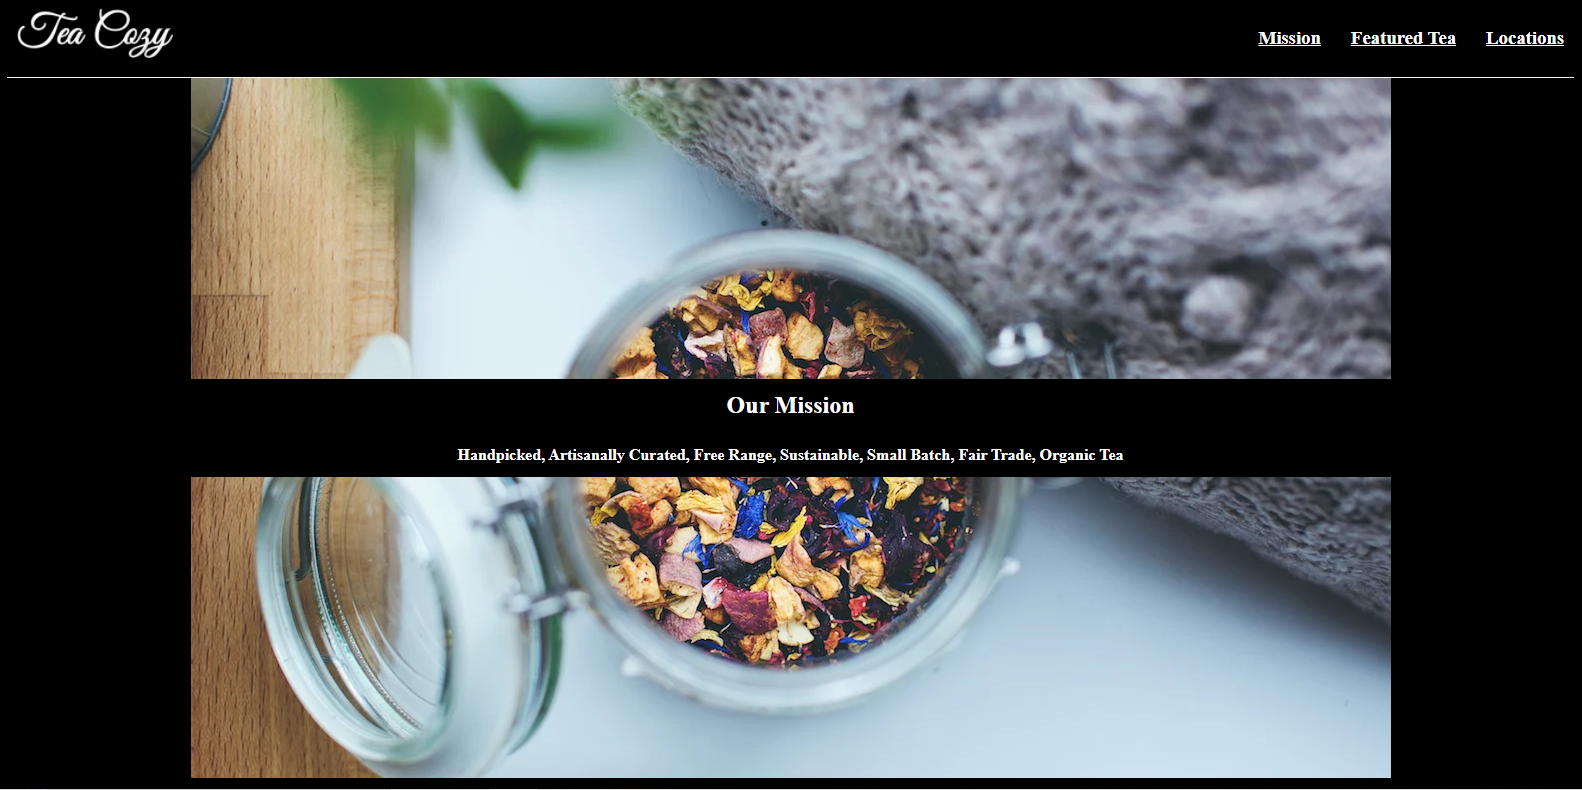 Tea Cozy
Mission Featured Tea Locations
Our Mission
Handpicked, Artisanally Curated, Free Range, Sustainable, Small Batch, Fair Trade, Organic Tea